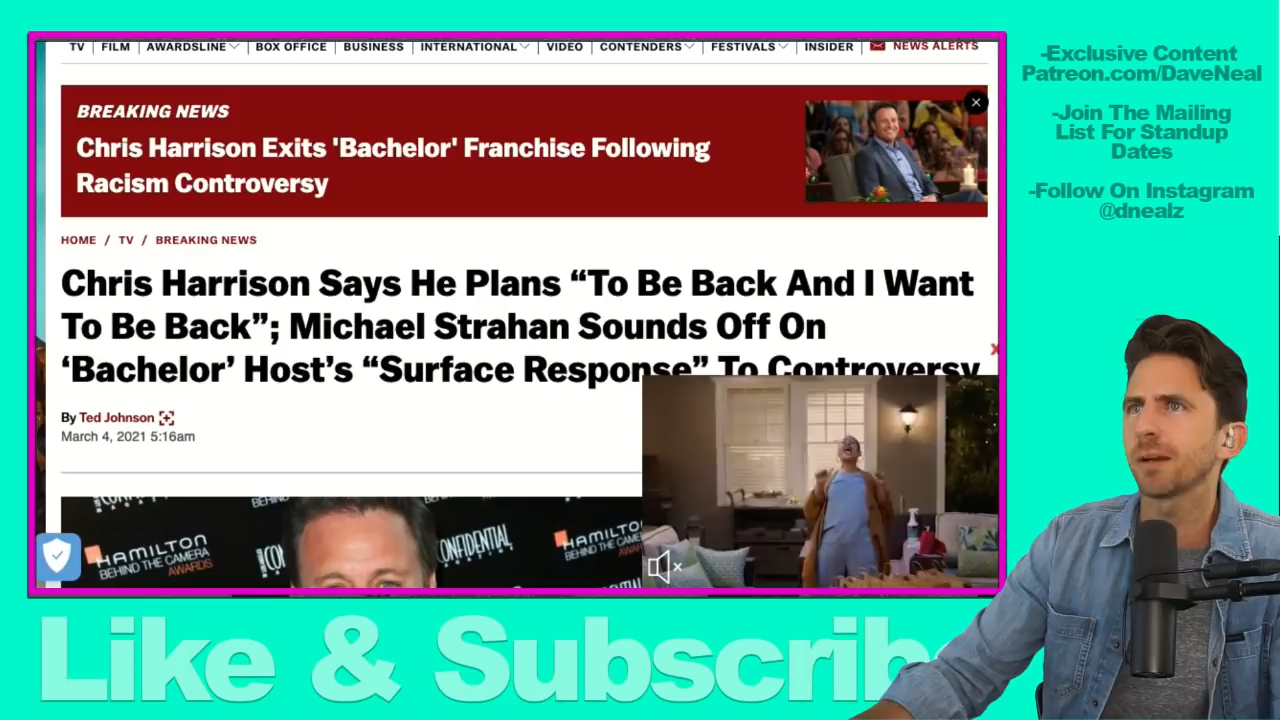 TV | FILM | AWARDSLINE | BOX OFFICE | BUSINESS | INTERNATIONAL | VIDEO | CONTENDERS | FESTIVALS | INSIDER | NEWS ALERTS
BREAKING NEWS
Chris Harrison Exits 'Bachelor' Franchise Following
Racism Controversy
HOME / TV / BREAKING NEWS
Chris Harrison Says He Plans “To Be Back And I Want
To Be Back”; Michael Strahan Sounds Off On
‘Bachelor’ Host’s “Surface Response” To Controversy
By Ted Johnson
March 4, 2021 5:16am
HAMILTON
BEHIND THE CAMERA
AWARDS
CONFIDENTIAL
-Exclusive Content
Patreon.com/DaveNeal
-Join The Mailing
List For Standup
Dates
-Follow On Instagram
@dnealz
Like & Subscrib